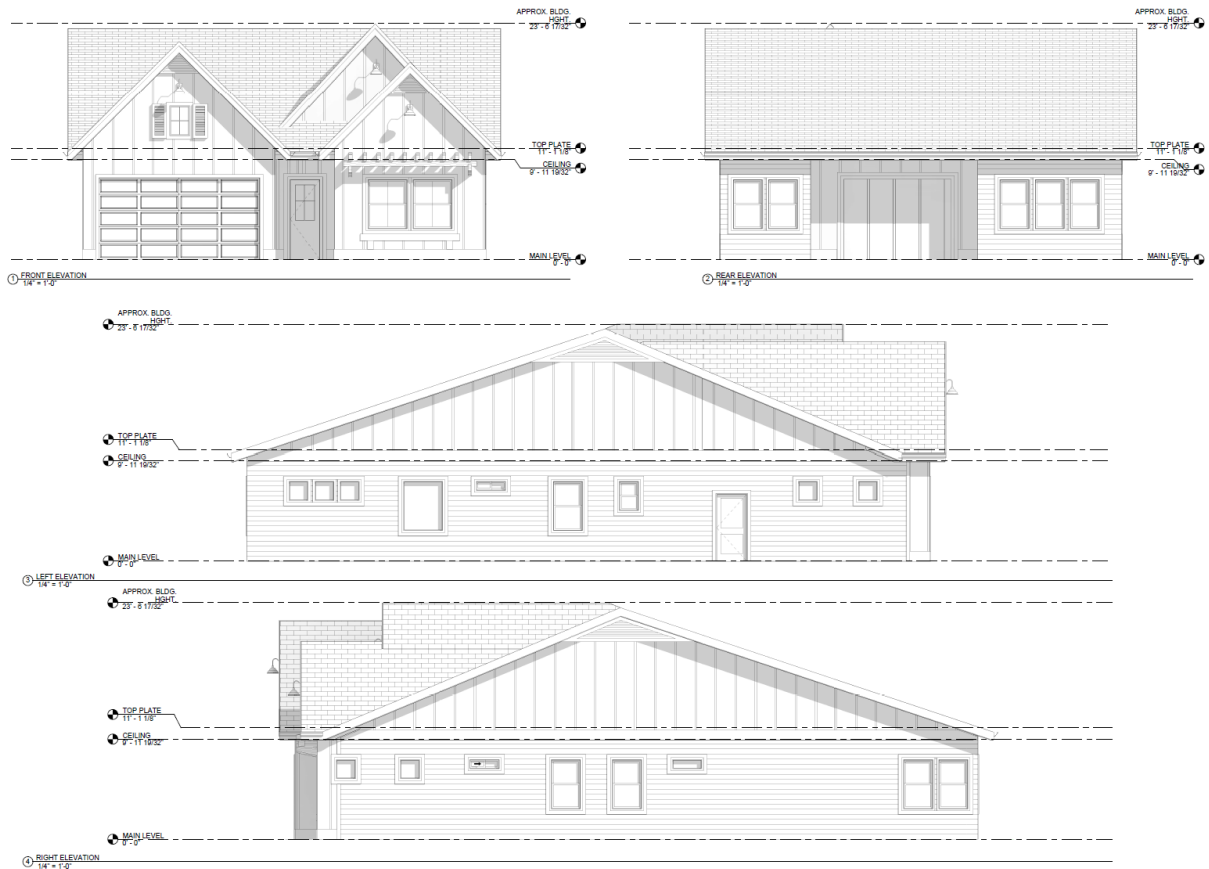 APPROX. BLDG.
HGHT.
23' - 6 17/32"
TOP PLATE
11' - 1 1/8"
CEILING
9' - 11 19/32"
MAIN LEVEL
0' - 0"
1 FRONT ELEVATION
1/4" = 1'-0"
APPROX. BLDG.
HGHT.
23' - 6 17/32"
TOP PLATE
11' - 1 1/8"
CEILING
9' - 11 19/32"
MAIN LEVEL
0' - 0"
2 REAR ELEVATION
1/4" = 1'-0"
APPROX. BLDG.
HGHT.
23' - 6 17/32"
TOP PLATE
11' - 1 1/8"
CEILING
9' - 11 19/32"
MAIN LEVEL
0' - 0"
3 LEFT ELEVATION
1/4" = 1'-0"
APPROX. BLDG.
HGHT.
23' - 6 17/32"
TOP PLATE
11' - 1 1/8"
CEILING
9' - 11 19/32"
MAIN LEVEL
0' - 0"
4 RIGHT ELEVATION
1/4" = 1'-0"